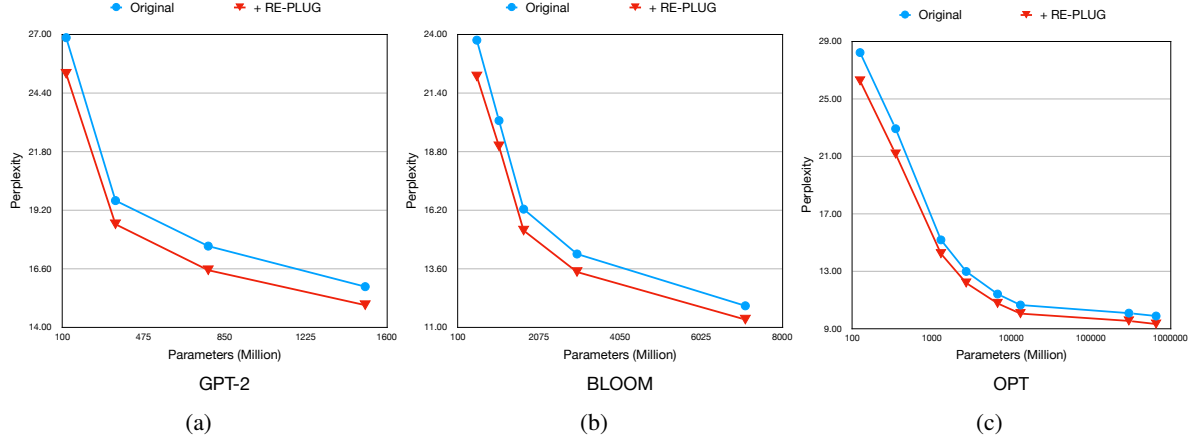 Original + RE-PLUG
27.00
24.40
21.80
19.20
16.60
14.00
Perplexity
100 475 850 1225 1600
Parameters (Million)
GPT-2
(a)
Original + RE-PLUG
24.00
21.40
18.80
16.20
13.60
11.00
Perplexity
100 2075 4050 6025 8000
Parameters (Million)
BLOOM
(b)
Original + RE-PLUG
29.00
25.00
21.00
17.00
13.00
9.00
Perplexity
100 1000 10000 100000 1000000
Parameters (Million)
OPT
(c)